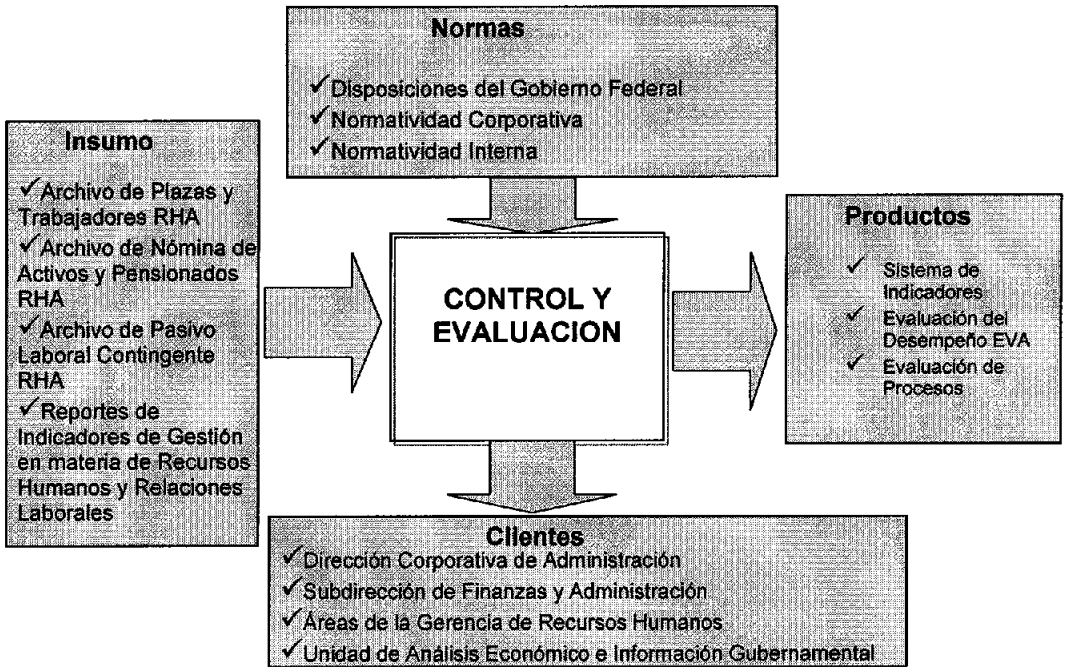 Normas
✓Disposiciones del Gobierno Federal
✓Normatividad Corporativa
✓Normatividad Interna
Insumo
✓Archivo de Plazas y
Trabajadores RHA
✓Archivo de Nómina de
Activos y Pensionados
RHA
✓Archivo de Pasivo
Laboral Contingente
RHA
✓Reportes de
Indicadores de Gestión
en materia de Recursos
Humanos y Relaciones
Laborales
CONTROL Y
EVALUACION
Productos
✓ Sistema de
Indicadores
✓ Evaluación del
Desempeño EVA
✓ Evaluación de
Procesos
Clientes
✓Dirección Corporativa de Administración
✓Subdirección de Finanzas y Administración
✓Áreas de la Gerencia de Recursos Humanos
✓Unidad de Análisis Económico e Información Gubernamental